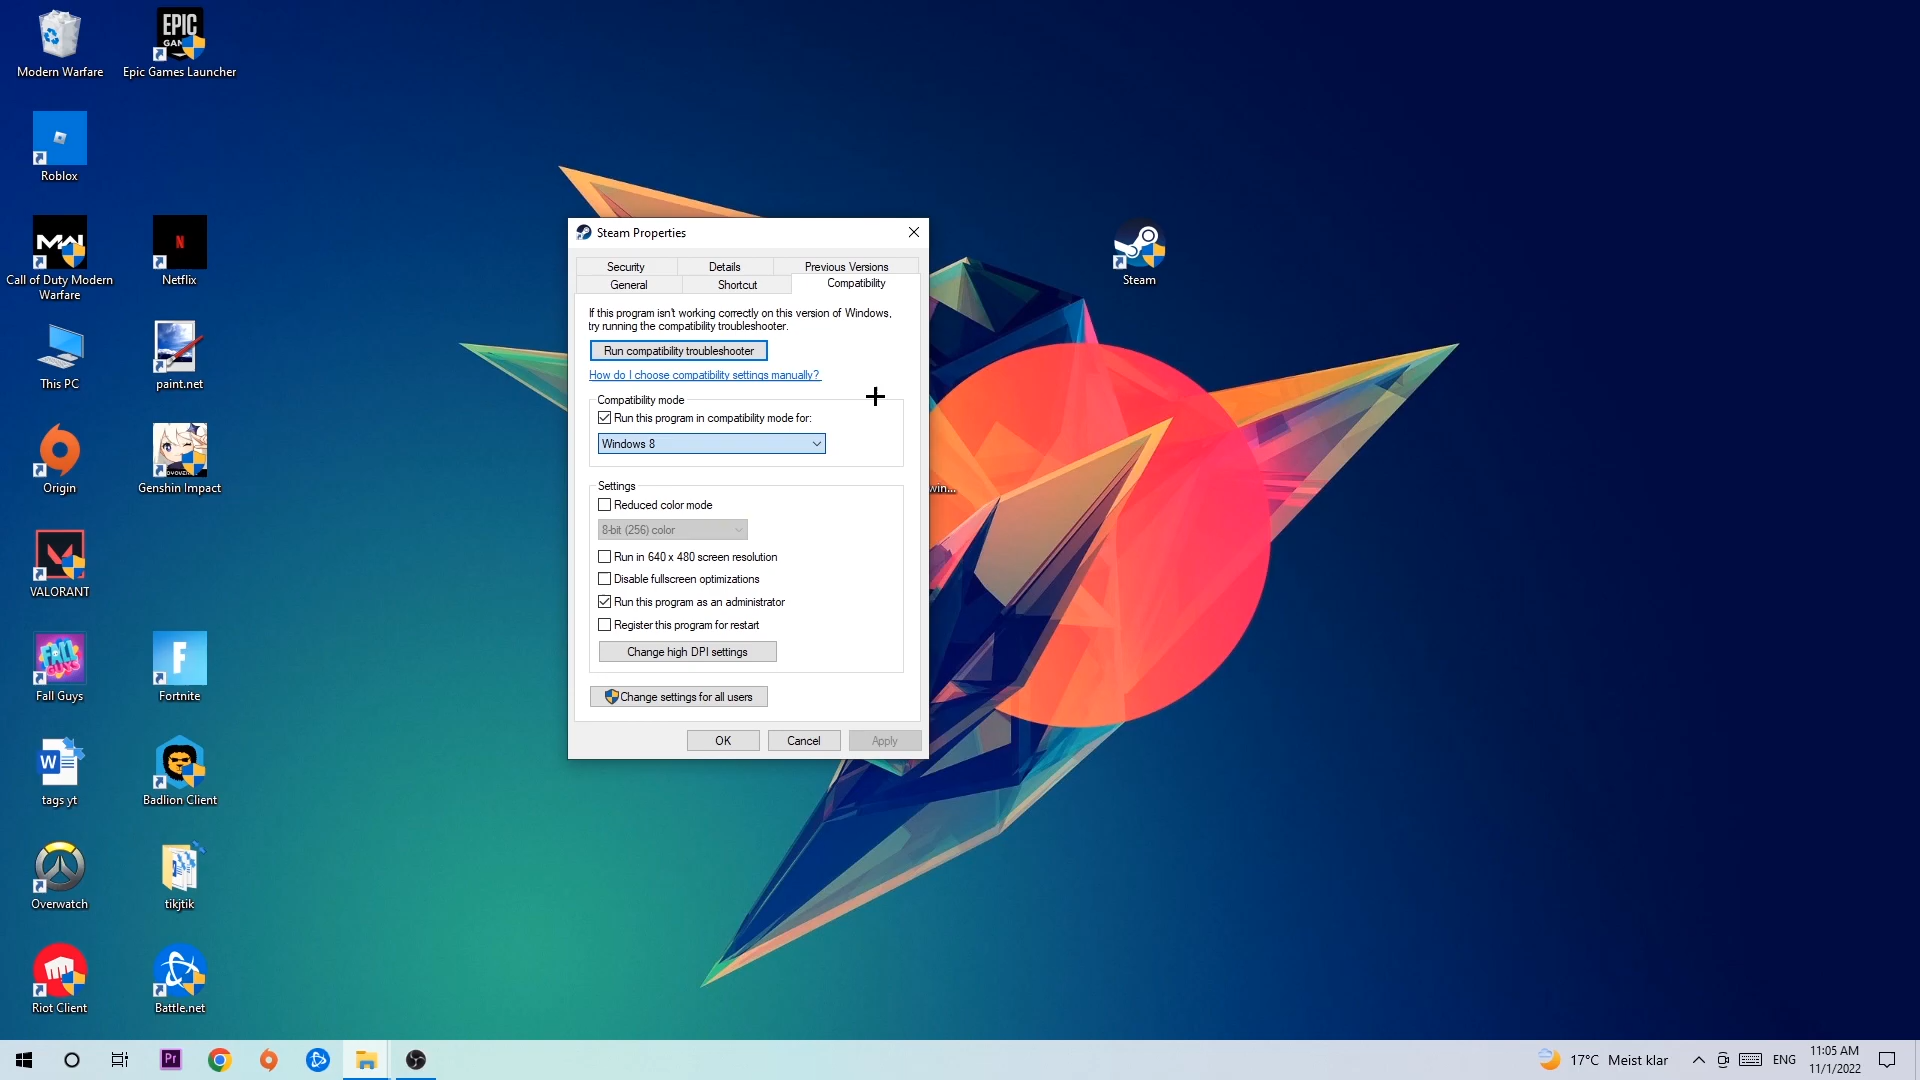 Modern Warfare
EPIC
GAMES
Epic Games Launcher
Roblox
MW
Call of Duty Modern
Warfare
N
Netflix
This PC
paint.net
Origin
Genshin Impact
VALORANT
FALL
Fall Guys
F
Fortnite
W
tags yt
Badlion Client
Overwatch
tikjtik
Riot Client
Battle.net
Steam
win...
Steam Properties
Security
Details
Previous Versions
General
Shortcut
Compatibility
If this program isn't working correctly on this version of Windows,
try running the compatibility troubleshooter.
Run compatibility troubleshooter
How do I choose compatibility settings manually?
Compatibility mode
Run this program in compatibility mode for:
Windows 8
Settings
Reduced color mode
8-bit (256) color
Run in 640 x 480 screen resolution
Disable fullscreen optimizations
Run this program as an administrator
Register this program for restart
Change high DPI settings
Change settings for all users
OK
Cancel
Apply
Pr
17°C Meist klar
ENG
11:05 AM
11/1/2022